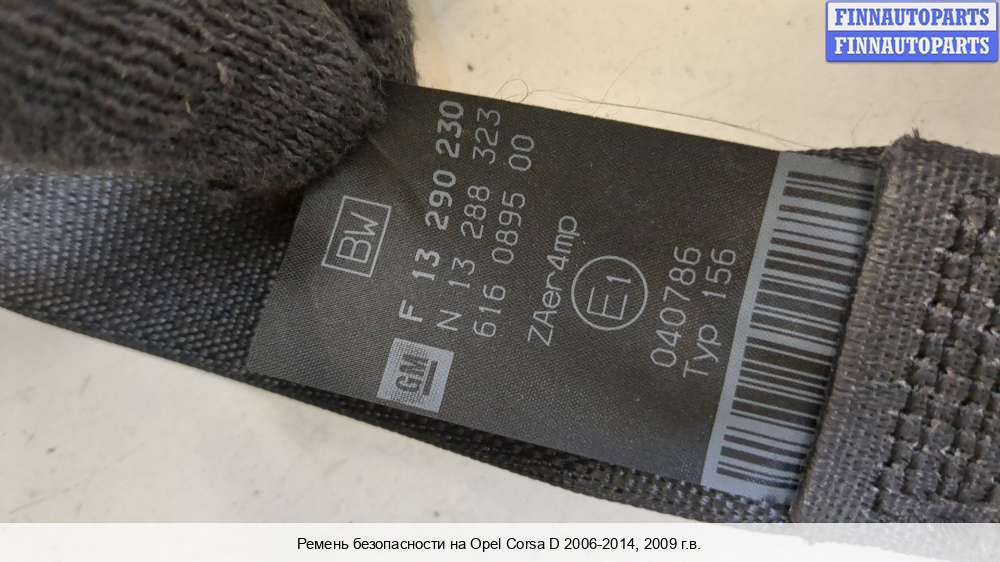 FINNAUTOPARTS
FINNAUTOPARTS
BW
GM
F 13 290 230
N 13 288 323
616 0895 00
ZAer4mp
E1
040786
Typ 156
Ремень безопасности на Opel Corsa D 2006-2014, 2009 г.в.